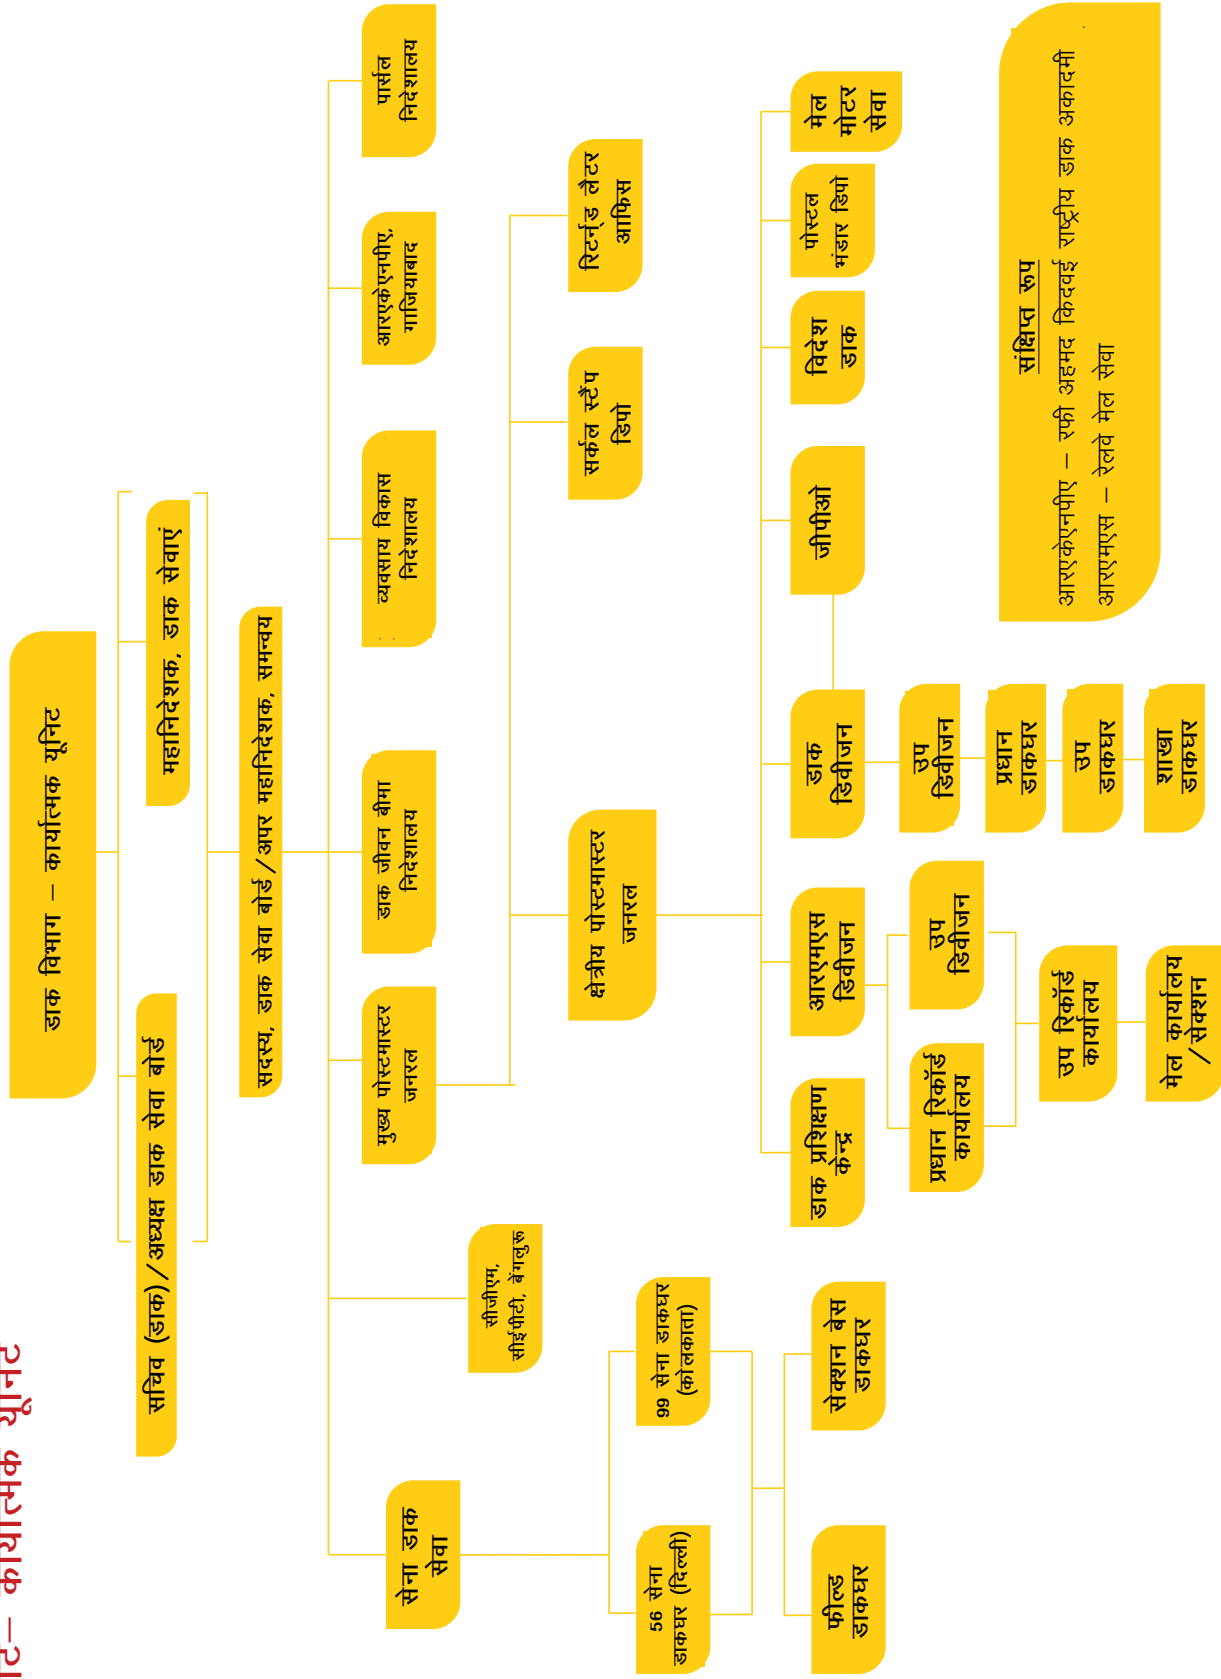 कार्यात्मक यूनिट
डाक विभाग – कार्यात्मक यूनिट
सचिव (डाक)/अध्यक्ष डाक सेवा बोर्ड
महानिदेशक, डाक सेवाएं
सदस्य, डाक सेवा बोर्ड/अपर महानिदेशक, समन्वय
सेना डाक
सेवा
सीजीएम,
सीईपीटी, बेंगलुरू
मुख्य पोस्टमास्टर
जनरल
डाक जीवन बीमा
निदेशालय
व्यवसाय विकास
निदेशालय
आरएकेएनपीए,
गाजियाबाद
पार्सल
निदेशालय
56 सेना
डाकघर (दिल्ली)
99 सेना डाकघर
(कोलकाता)
फील्ड
डाकघर
सेक्शन बेस
डाकघर
क्षेत्रीय पोस्टमास्टर
जनरल
सर्कल स्टैंप
डिपो
रिटर्न्ड लैटर
आफिस
डाक प्रशिक्षण
केन्द्र
आरएमएस
डिवीजन
डाक
डिवीजन
जीपीओ
विदेश
डाक
पोस्टल
भंडार डिपो
मेल
मोटर
सेवा
प्रधान रिकॉर्ड
कार्यालय
उप
डिवीजन
उप रिकॉर्ड
कार्यालय
मेल कार्यालय
/सेक्शन
उप
डिवीजन
प्रधान
डाकघर
उप
डाकघर
शाखा
डाकघर
संक्षिप्त रूप
आरएकेएनपीए – रफी अहमद किदवई राष्ट्रीय डाक अकादमी
आरएमएस – रेलवे मेल सेवा